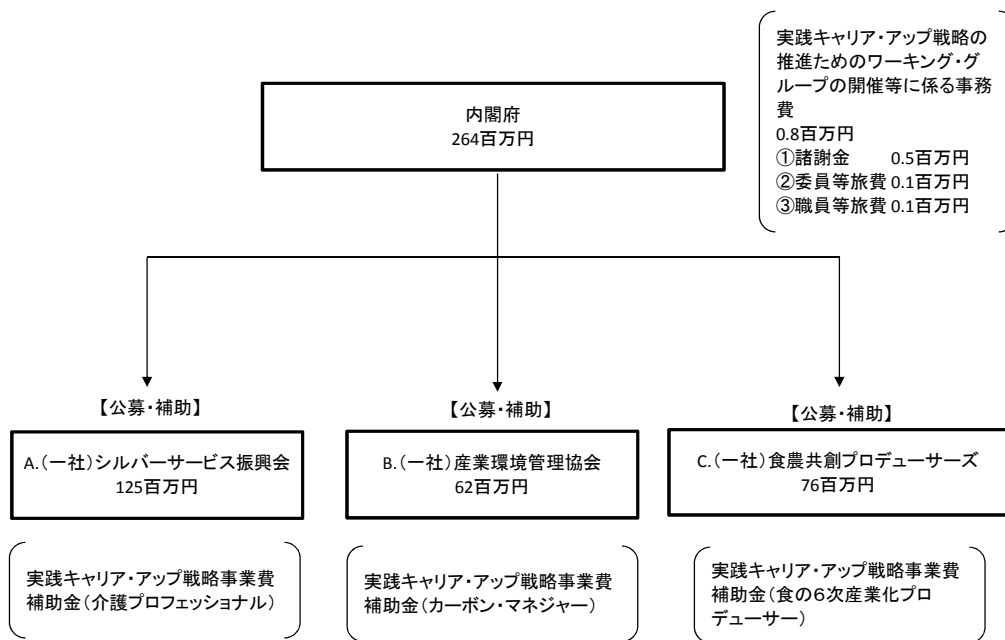 実践キャリア・アップ戦略の
推進ためのワーキング・グ
ループの開催等に係る事務
費
0.8百万円
①諸謝金 0.5百万円
②委員等旅費 0.1百万円
③職員等旅費 0.1百万円
内閣府
264百万円
【公募・補助】
【公募・補助】
【公募・補助】
A.(一社)シルバーサービス振興会
125百万円
B.(一社)産業環境管理協会
62百万円
C.(一社)食農共創プロデューサーズ
76百万円
実践キャリア・アップ戦略事業費
補助金(介護プロフェッショナル)
実践キャリア・アップ戦略事業費
補助金(カーボン・マネジャー)
実践キャリア・アップ戦略事業費
補助金(食の6次産業化プロ
デューサー)